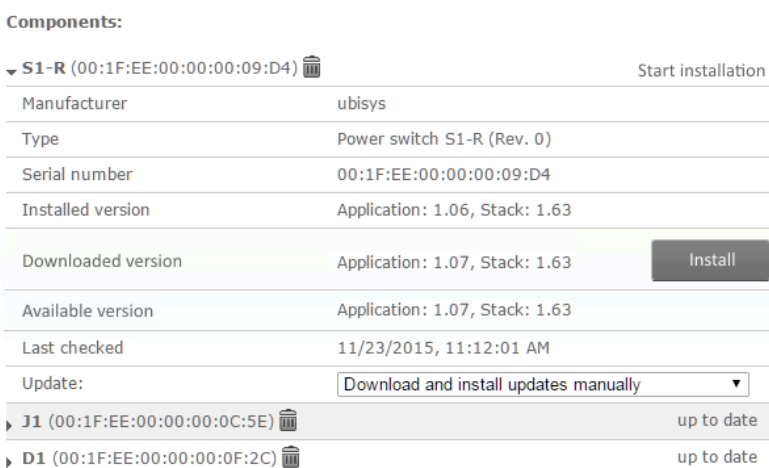 Components:
S1-R (00:1F:EE:00:00:00:09:D4) Start installation
Manufacturer ubisys
Type Power switch S1-R (Rev. 0)
Serial number 00:1F:EE:00:00:00:09:D4
Installed version Application: 1.06, Stack: 1.63
Downloaded version Application: 1.07, Stack: 1.63 Install
Available version Application: 1.07, Stack: 1.63
Last checked 11/23/2015, 11:12:01 AM
Update: Download and install updates manually
J1 (00:1F:EE:00:00:00:0C:5E) up to date
D1 (00:1F:EE:00:00:00:0F:2C) up to date